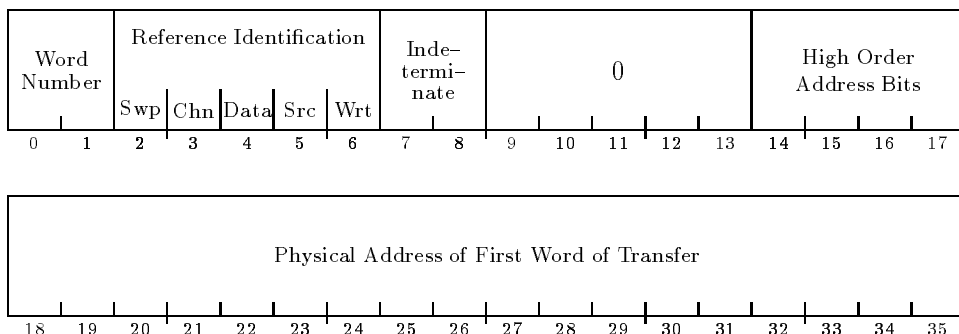 Word Number
Reference Identification
Inde–
termi–
nate
0
High Order
Address Bits
Swp Chn Data Src Wrt
0 1 2 3 4 5 6 7 8 9 10 11 12 13 14 15 16 17
Physical Address of First Word of Transfer
18 19 20 21 22 23 24 25 26 27 28 29 30 31 32 33 34 35